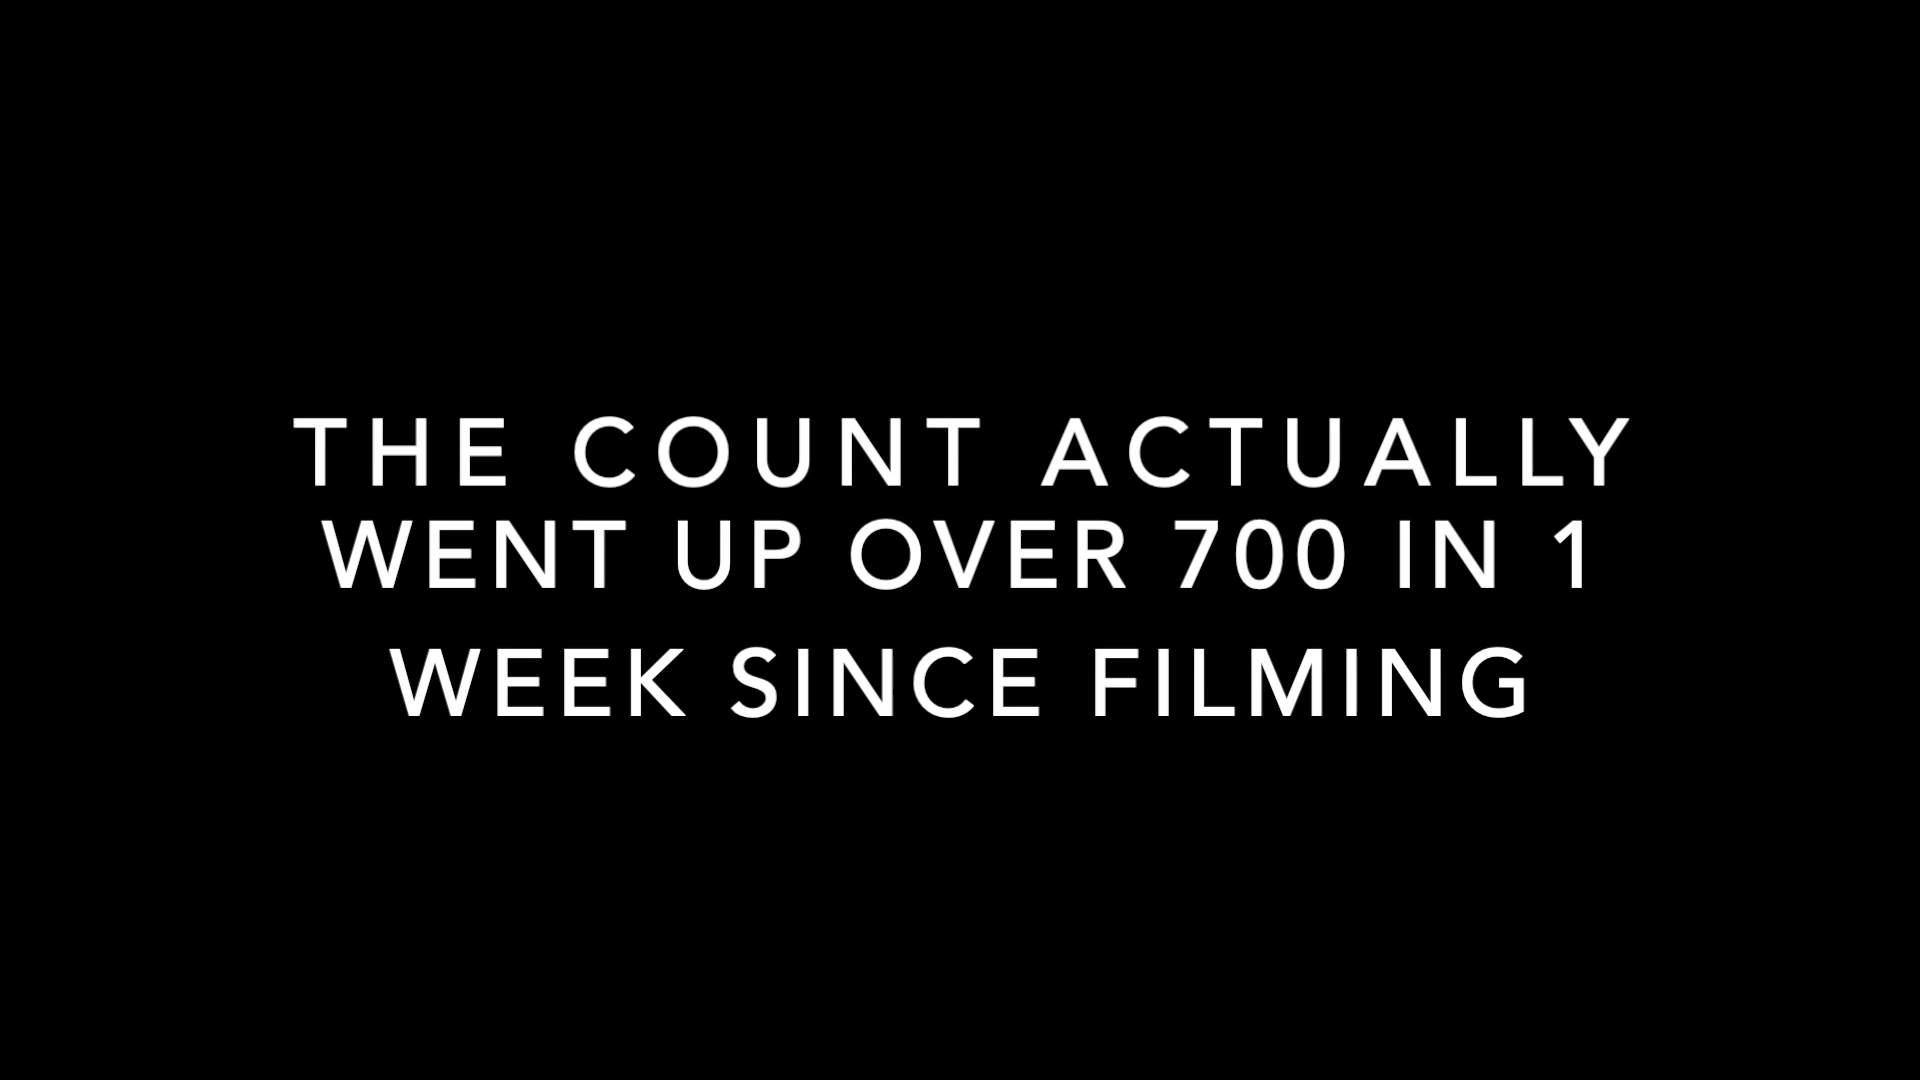 THE COUNT ACTUALLY
WENT UP OVER 700 IN 1
WEEK SINCE FILMING